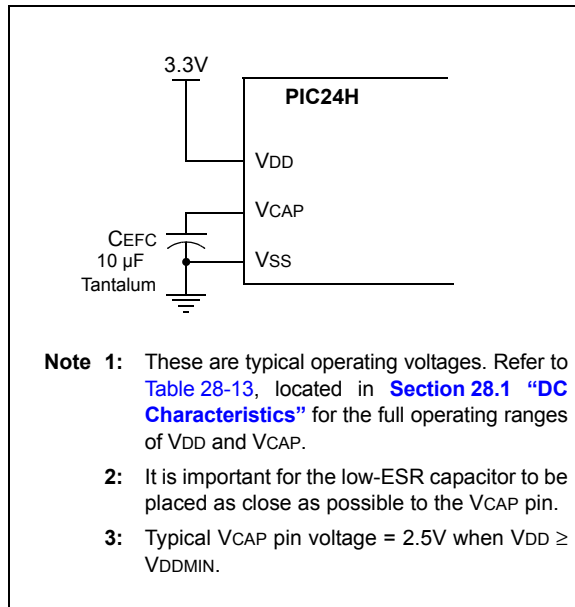 3.3V
PIC24H
VDD
VCAP
CEFC
10 µF
Tantalum
VSS
Note 1: These are typical operating voltages. Refer to
Table 28-13, located in Section 28.1 “DC
Characteristics” for the full operating ranges
of VDD and VCAP.
2: It is important for the low-ESR capacitor to be
placed as close as possible to the VCAP pin.
3: Typical VCAP pin voltage = 2.5V when VDD ≥
VDDMIN.